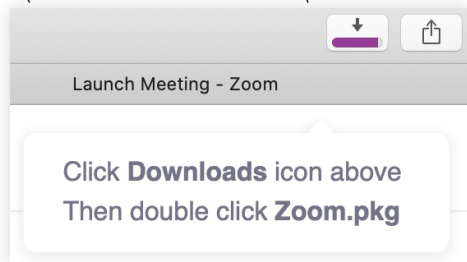 Launch Meeting - Zoom
Click Downloads icon above
Then double click Zoom.pkg